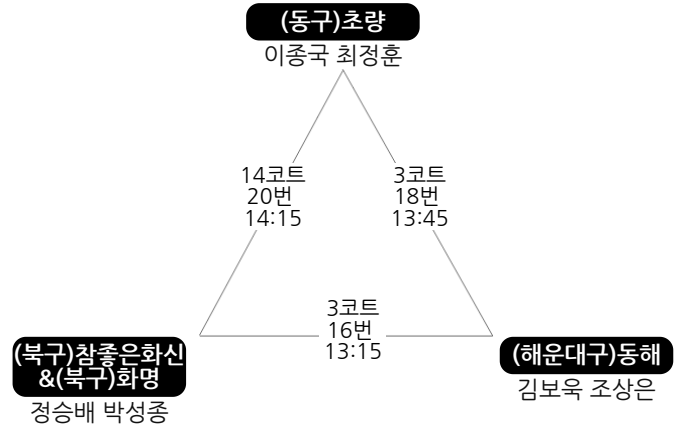 (동구)초량
이종국 최정훈
14코트
20번
14:15
3코트
18번
13:45
3코트
16번
13:15
(북구)참좋은화신
&(북구)화명
정승배 박성종
(해운대구)동해
김보욱 조상은